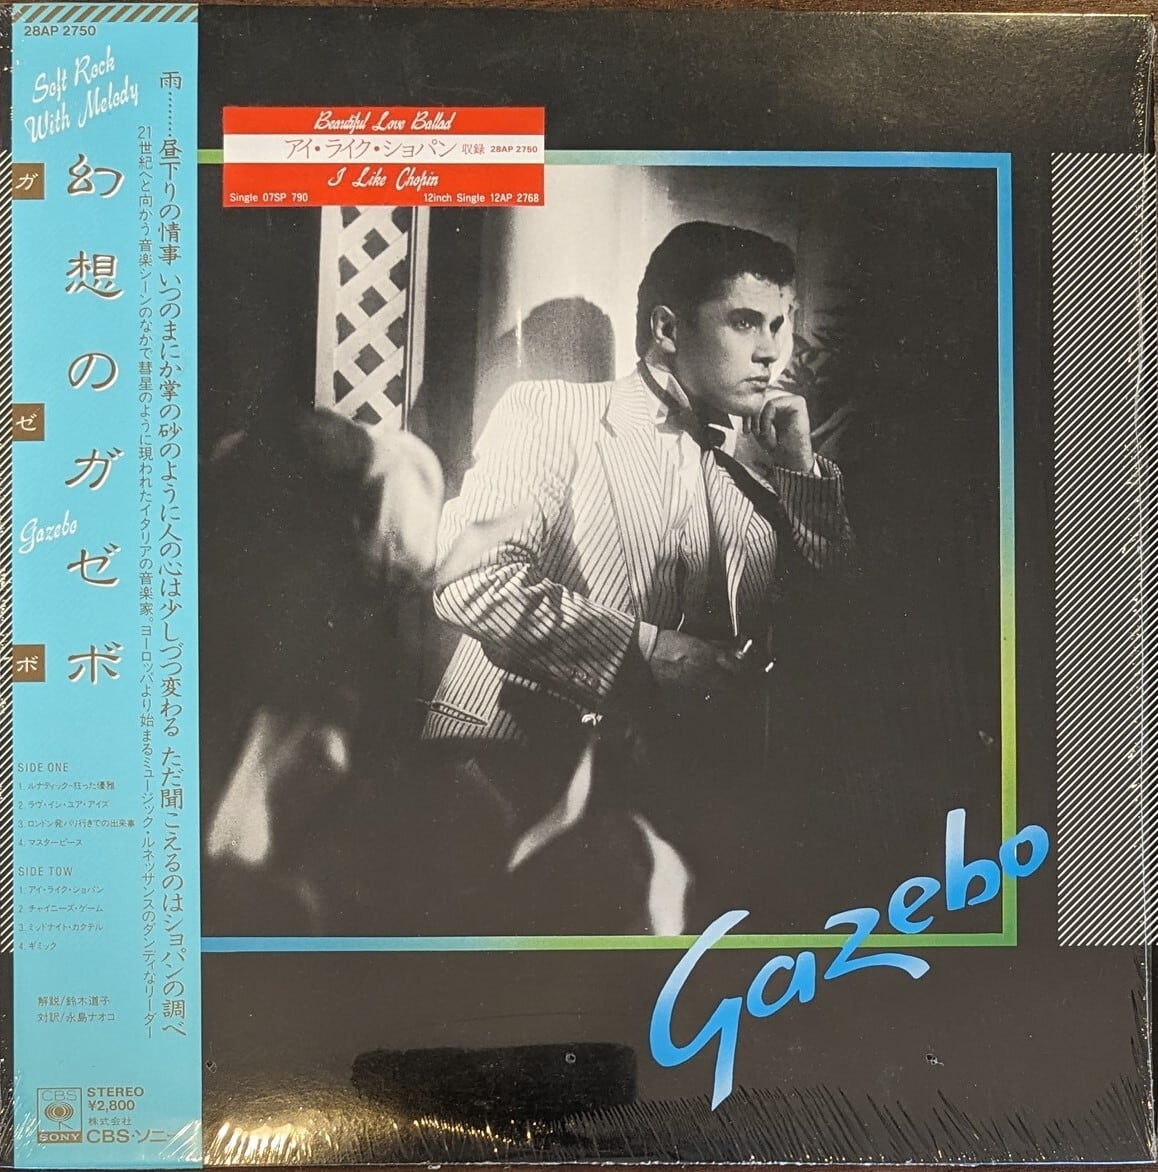 28AP 2750
Soft Rock
With Melody
ガ
ゼ
ボ
幻想のガゼボ
Gazebo
雨………昼下りの情事 いつのまにか掌の砂のように人の心は少しづつ変わる ただ聞こえるのはショパンの調べ
21世紀へと向かう音楽シーンのなかで彗星のように現われたイタリアの音楽家。ヨーロッパより始まるミュージック・ルネッサンスのダンディなリーダー
SIDE ONE
1. ルナティック〜狂った優雅
2. ラヴ・イン・ユア・アイズ
3. ロンドン発パリ行きでの出来事
4. マスターピース
SIDE TOW
1. アイ・ライク・ショパン
2. チャイニーズ・ゲーム
3. ミッドナイト・カクテル
4. ギミック
解説/鈴木道子
対訳/永島ナオコ
CBS
SONY
STEREO
¥2,800
株式会社
CBS・ソニー
Beautiful Love Ballad
アイ・ライク・ショパン 収録 28AP 2750
I Like Chopin
Single 07SP 790 12inch Single 12AP 2768
Gazebo